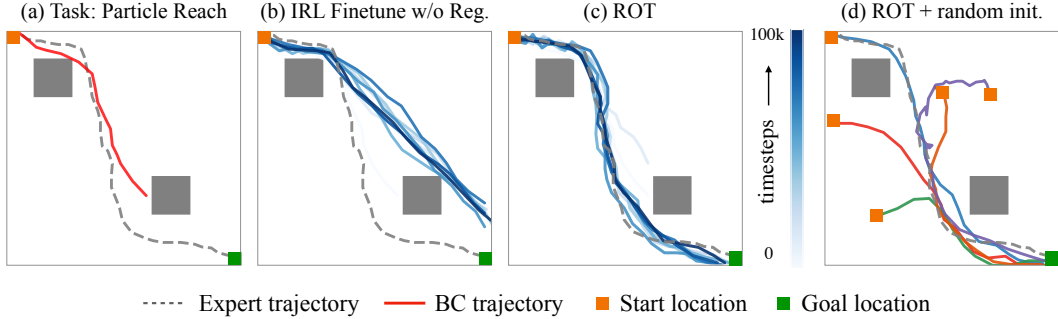 (a) Task: Particle Reach
(b) IRL Finetune w/o Reg.
(c) ROT
(d) ROT + random init.
100k
timesteps
0
Expert trajectory
BC trajectory
Start location
Goal location